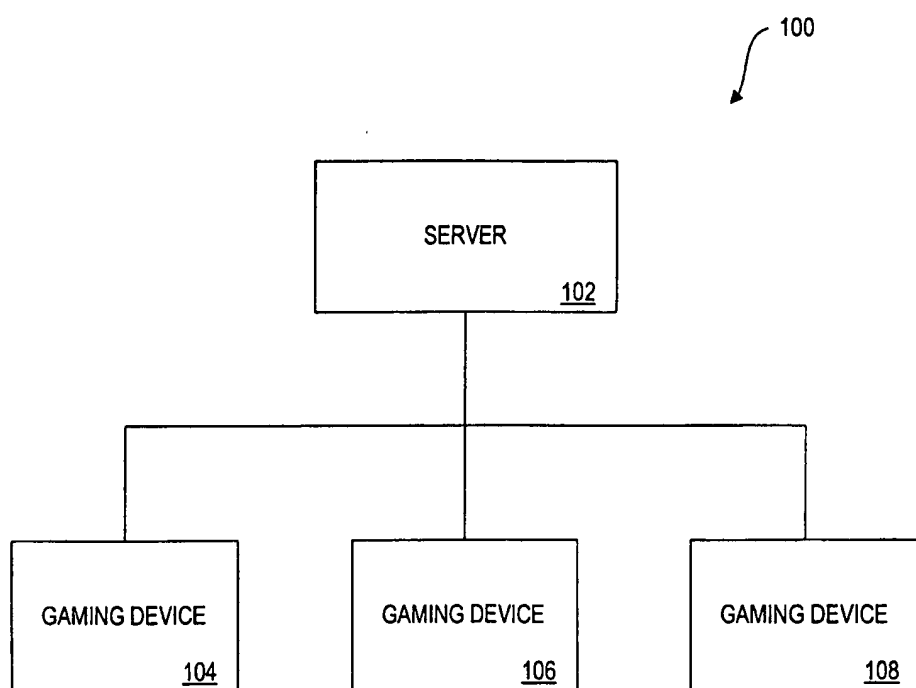 100
SERVER
102
GAMING DEVICE
104
GAMING DEVICE
106
GAMING DEVICE
108